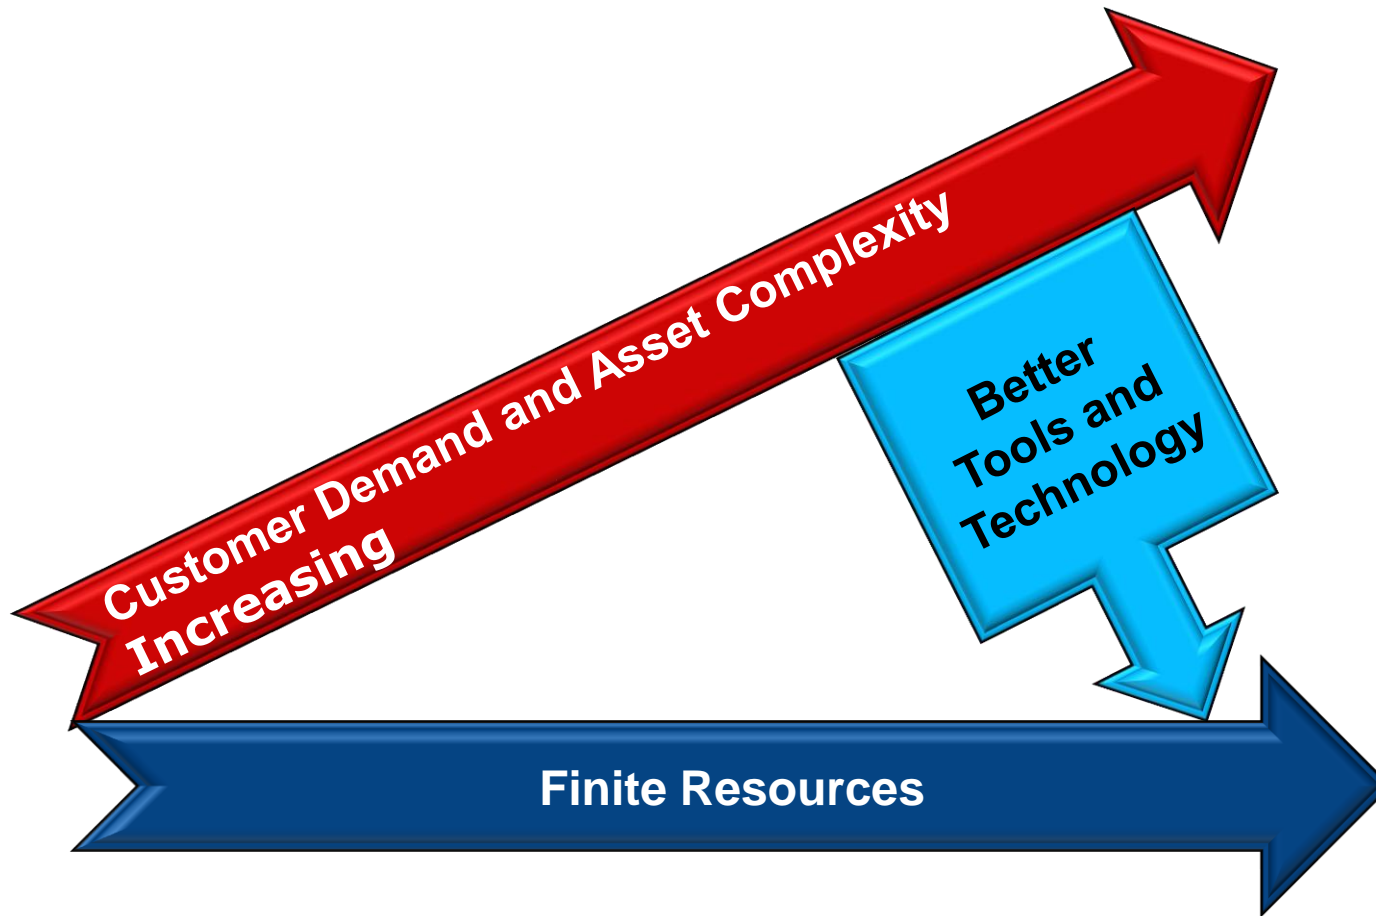 Customer Demand and Asset Complexity
Increasing
Better
Tools and
Technology
Finite Resources